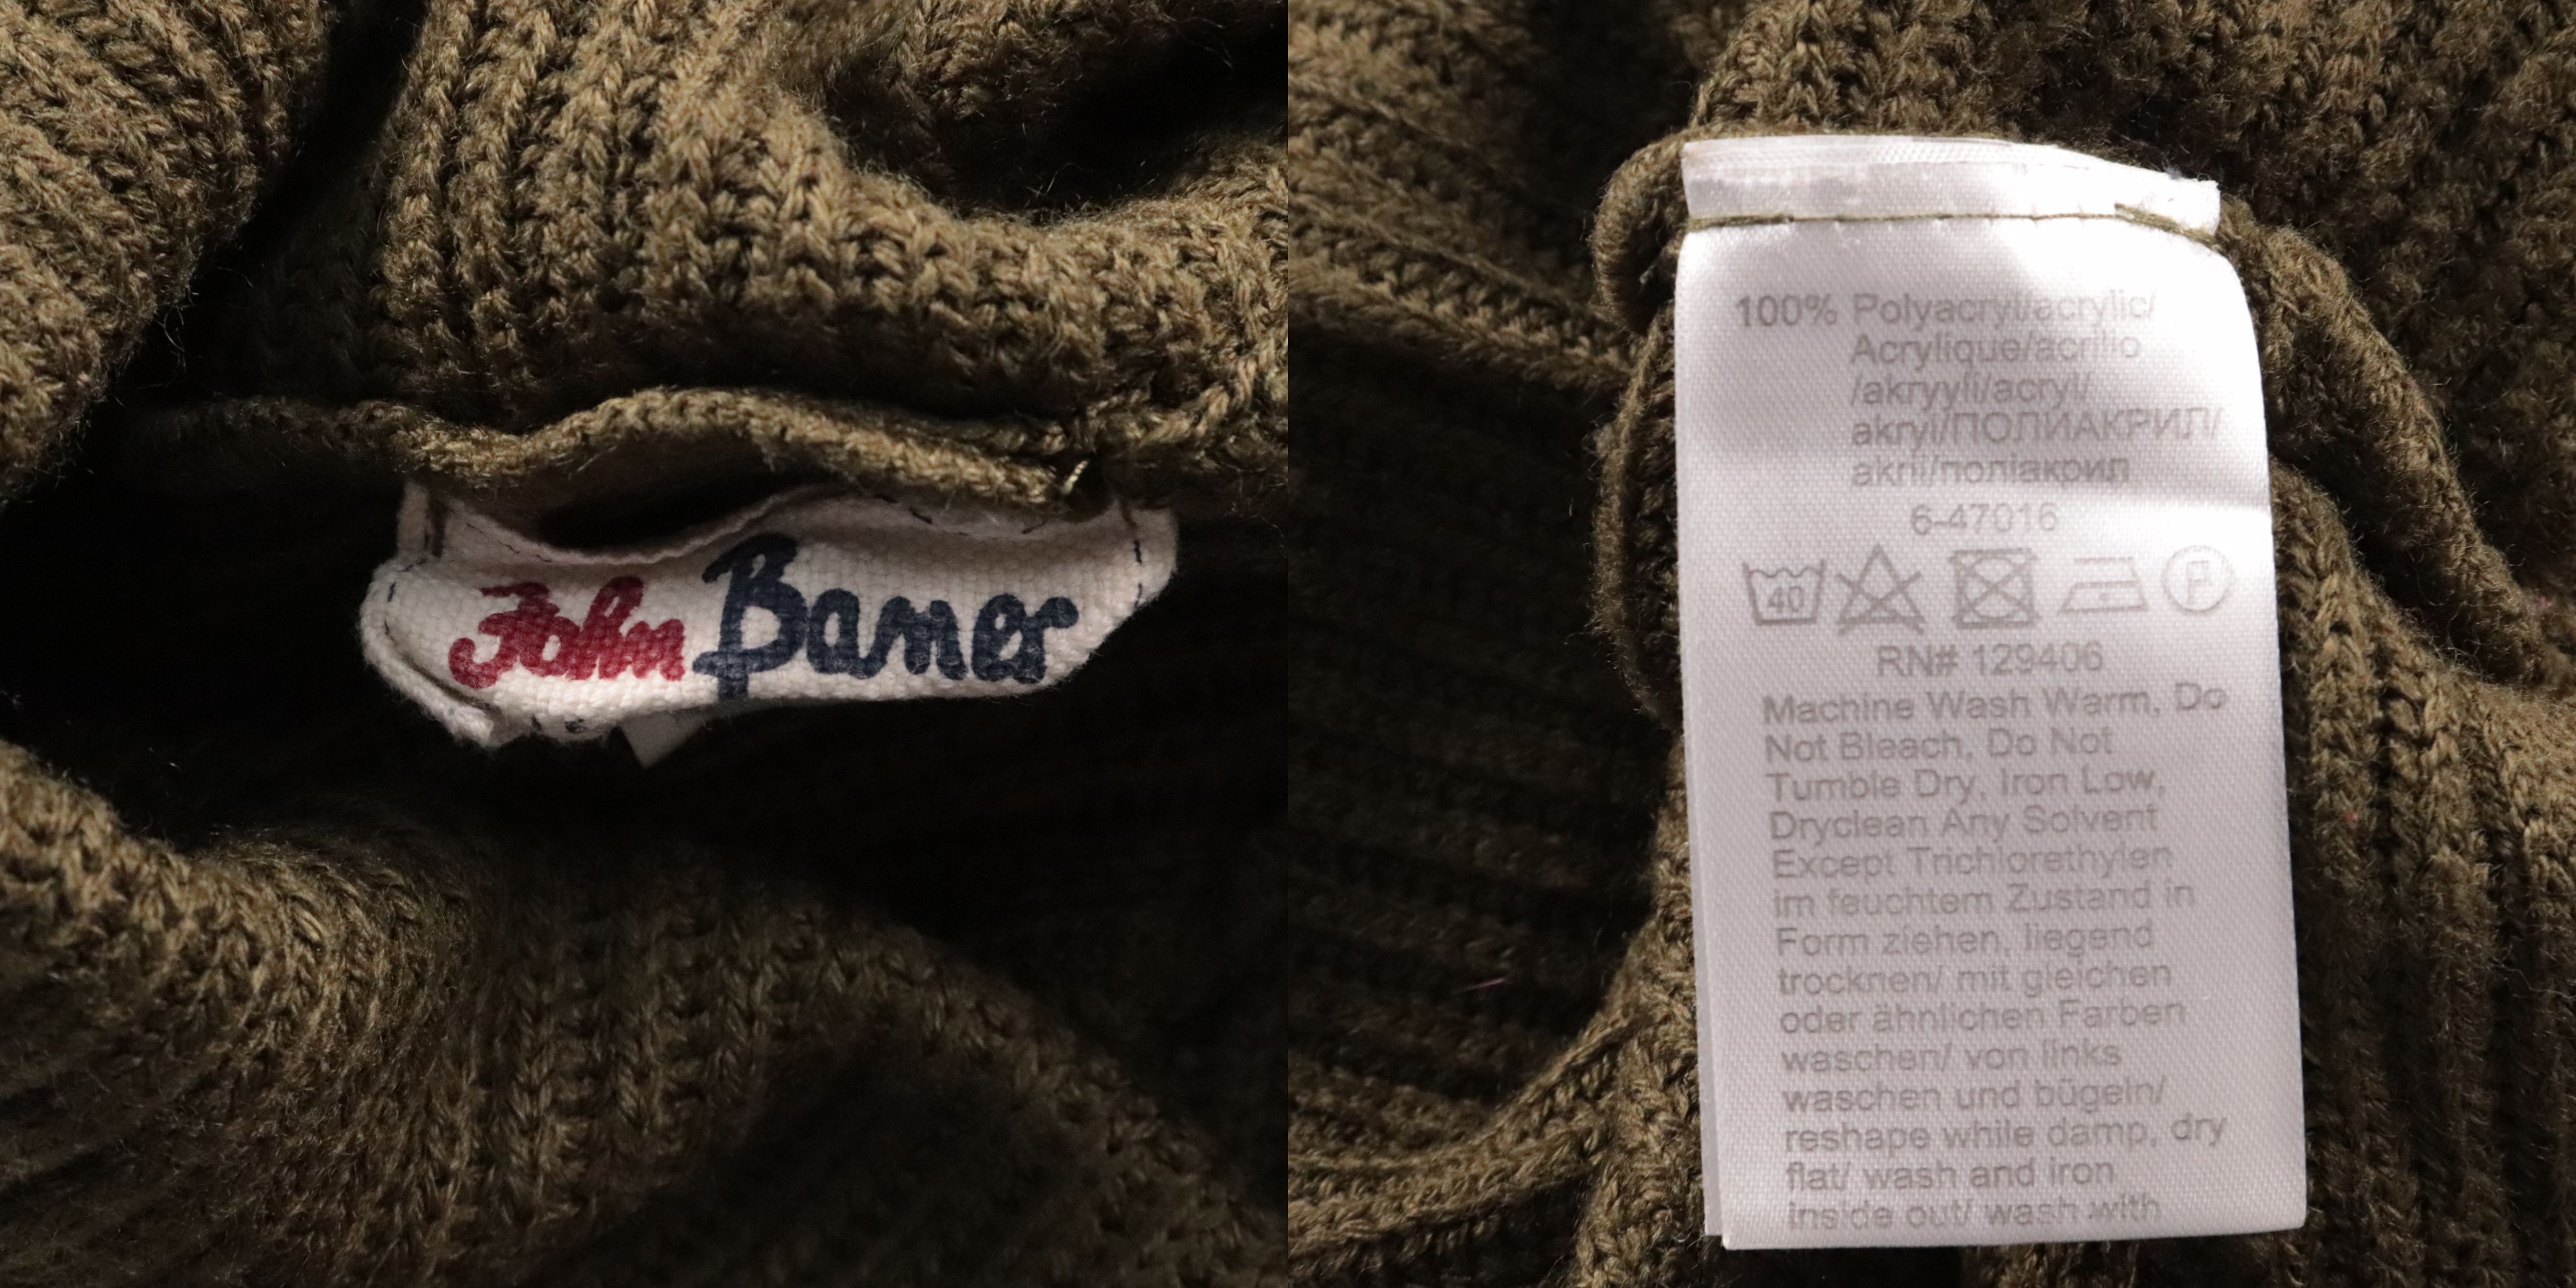 John Baner
100% Polyacryl/acrylic/
Acrylique/acrilio
/akryyli/acryl/
akryl/ПОЛИАКРИЛ/
akril/поліакрил
6-47016
40 P
RN# 129406
Machine Wash Warm, Do
Not Bleach, Do Not
Tumble Dry, Iron Low,
Dryclean Any Solvent
Except Trichlorethylen
im feuchtem Zustand in
Form ziehen, liegend
trocknen/ mit gleichen
oder ähnlichen Farben
waschen/ von links
waschen und bügeln/
reshape while damp, dry
flat/ wash and iron
inside out/ wash with